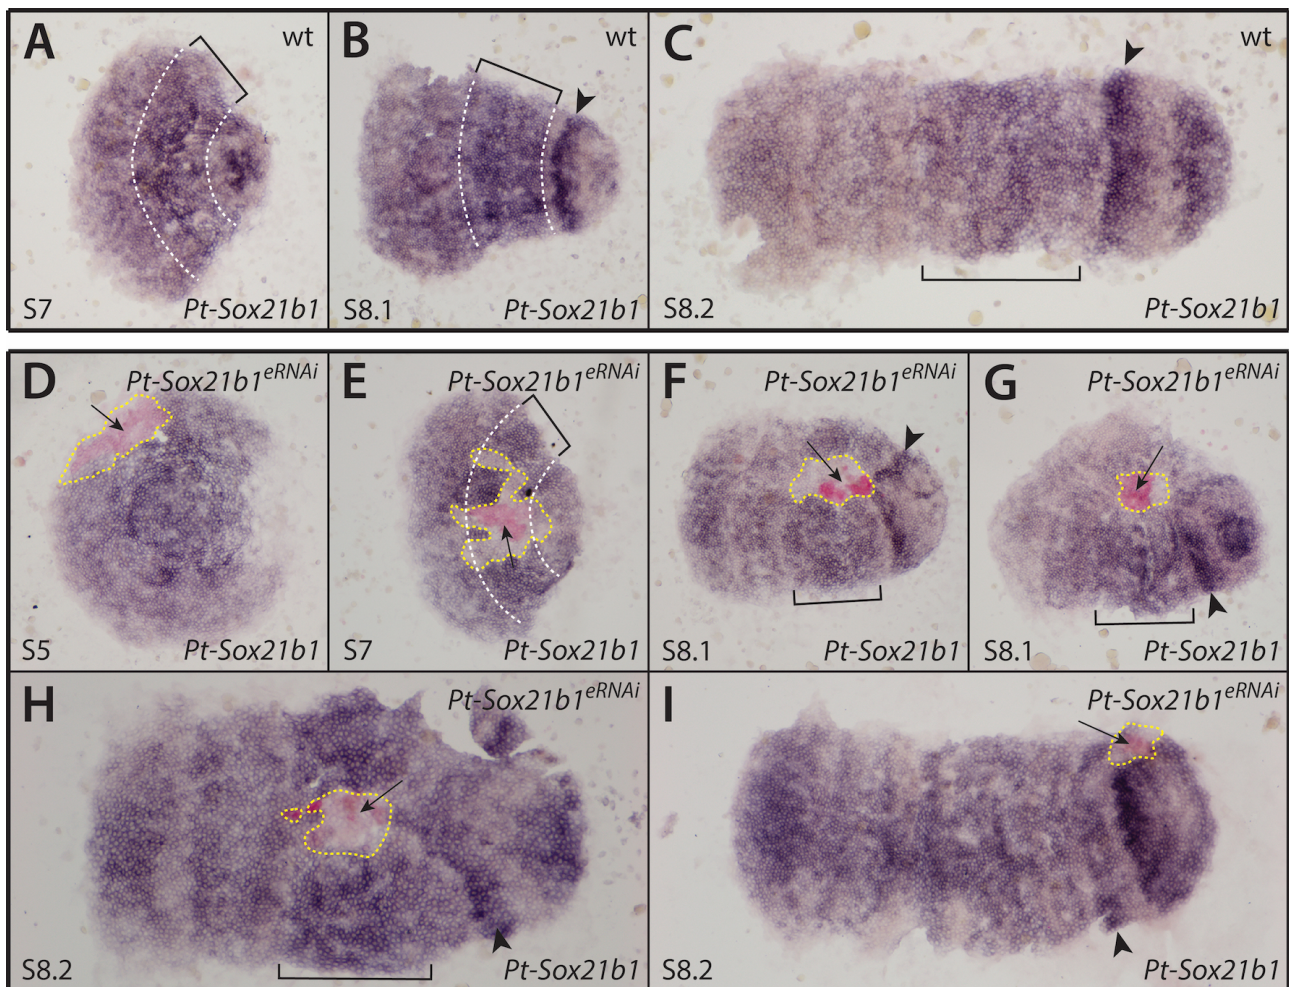 A wt
S7 Pt-Sox21b1
B wt
S8.1 Pt-Sox21b1
C wt
S8.2 Pt-Sox21b1
D Pt-Sox21b1eRNAi
S5 Pt-Sox21b1
E Pt-Sox21b1eRNAi
S7 Pt-Sox21b1
F Pt-Sox21b1eRNAi
S8.1 Pt-Sox21b1
G Pt-Sox21b1eRNAi
S8.1 Pt-Sox21b1
H Pt-Sox21b1eRNAi
S8.2 Pt-Sox21b1
I Pt-Sox21b1eRNAi
S8.2 Pt-Sox21b1